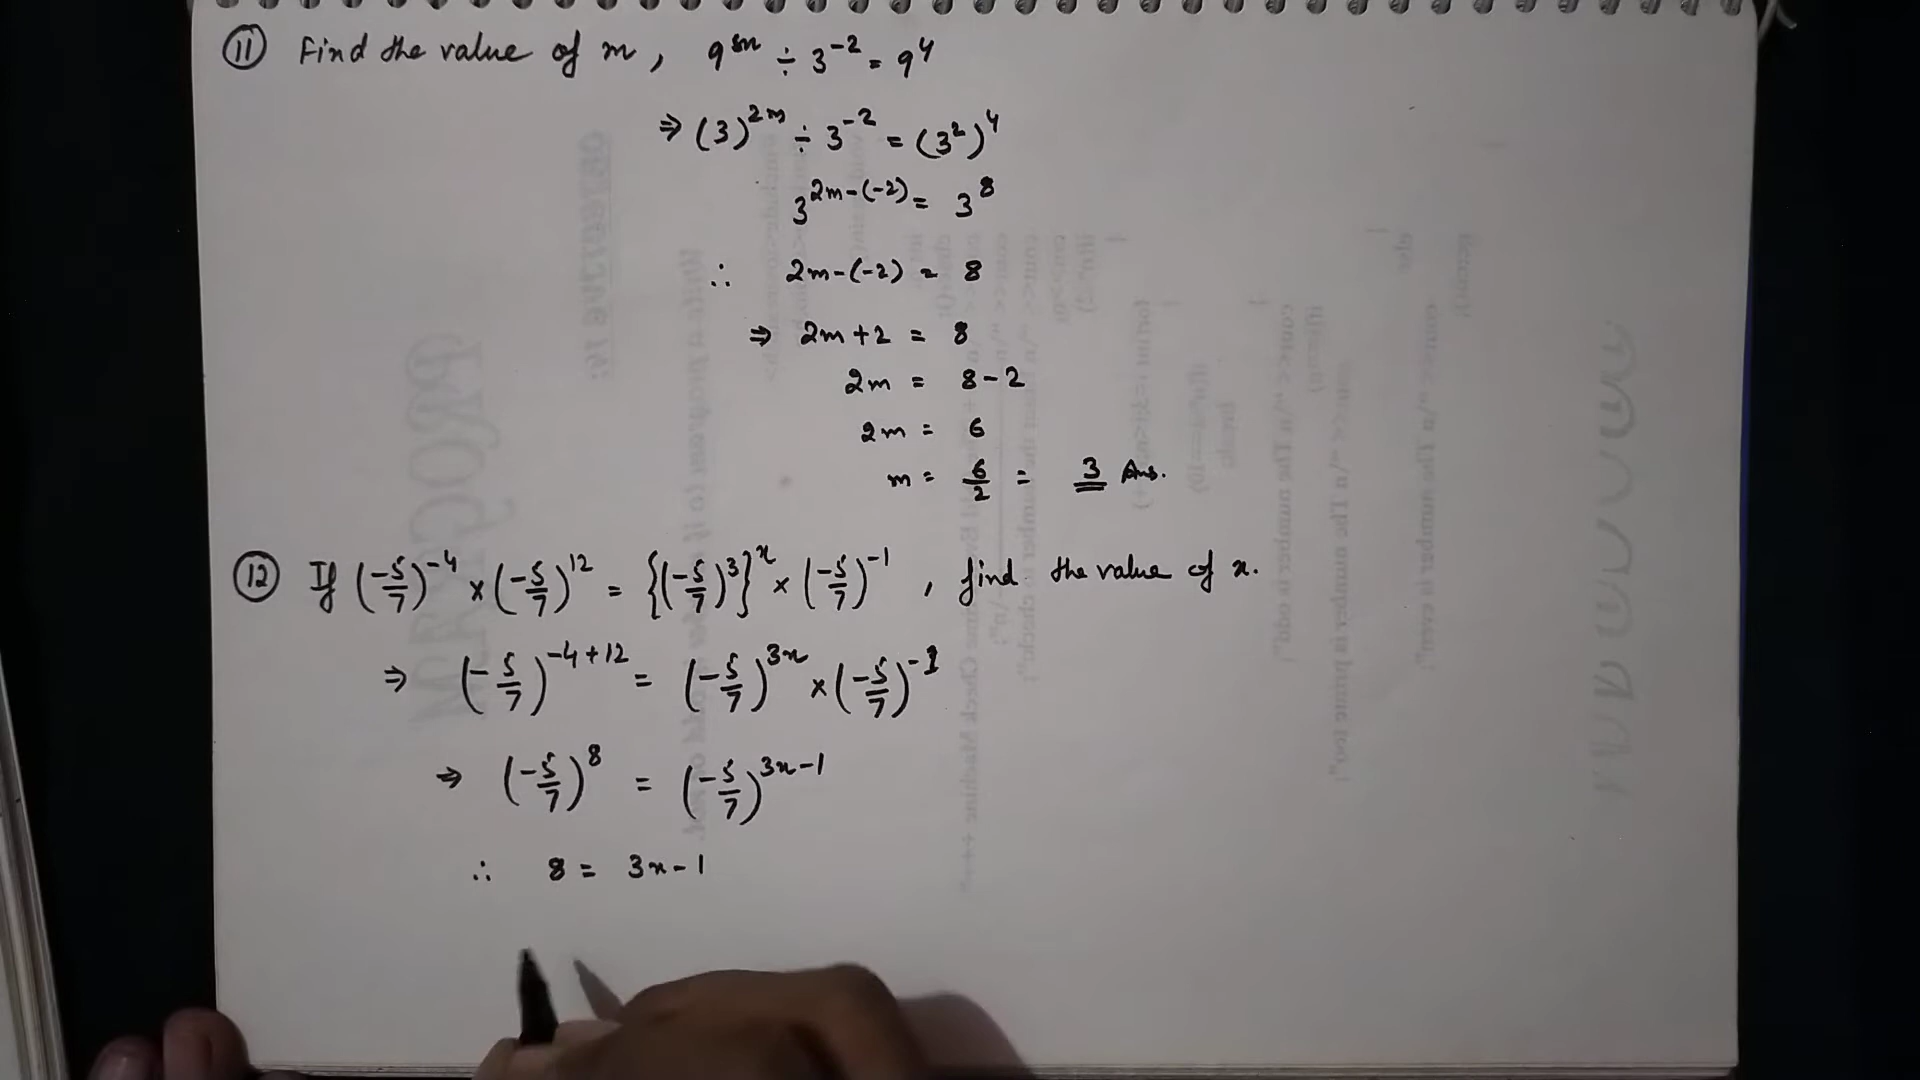 ⑪ Find the value of m, 9^m ÷ 3^-2 = 9^4
⇒ (3)^2m ÷ 3^-2 = (3^2)^4
3^2m-(-2) = 3^8
∴ 2m-(-2) = 8
⇒ 2m+2 = 8
2m = 8-2
2m = 6
m = 6/2 = 3 Ans.
⑫ If (-5/7)^-4 × (-5/7)^12 = {(-5/7)^3}^x × (-5/7)^-1, find the value of x.
⇒ (-5/7)^-4+12 = (-5/7)^3x × (-5/7)^-1
⇒ (-5/7)^8 = (-5/7)^3x-1
∴ 8 = 3x-1